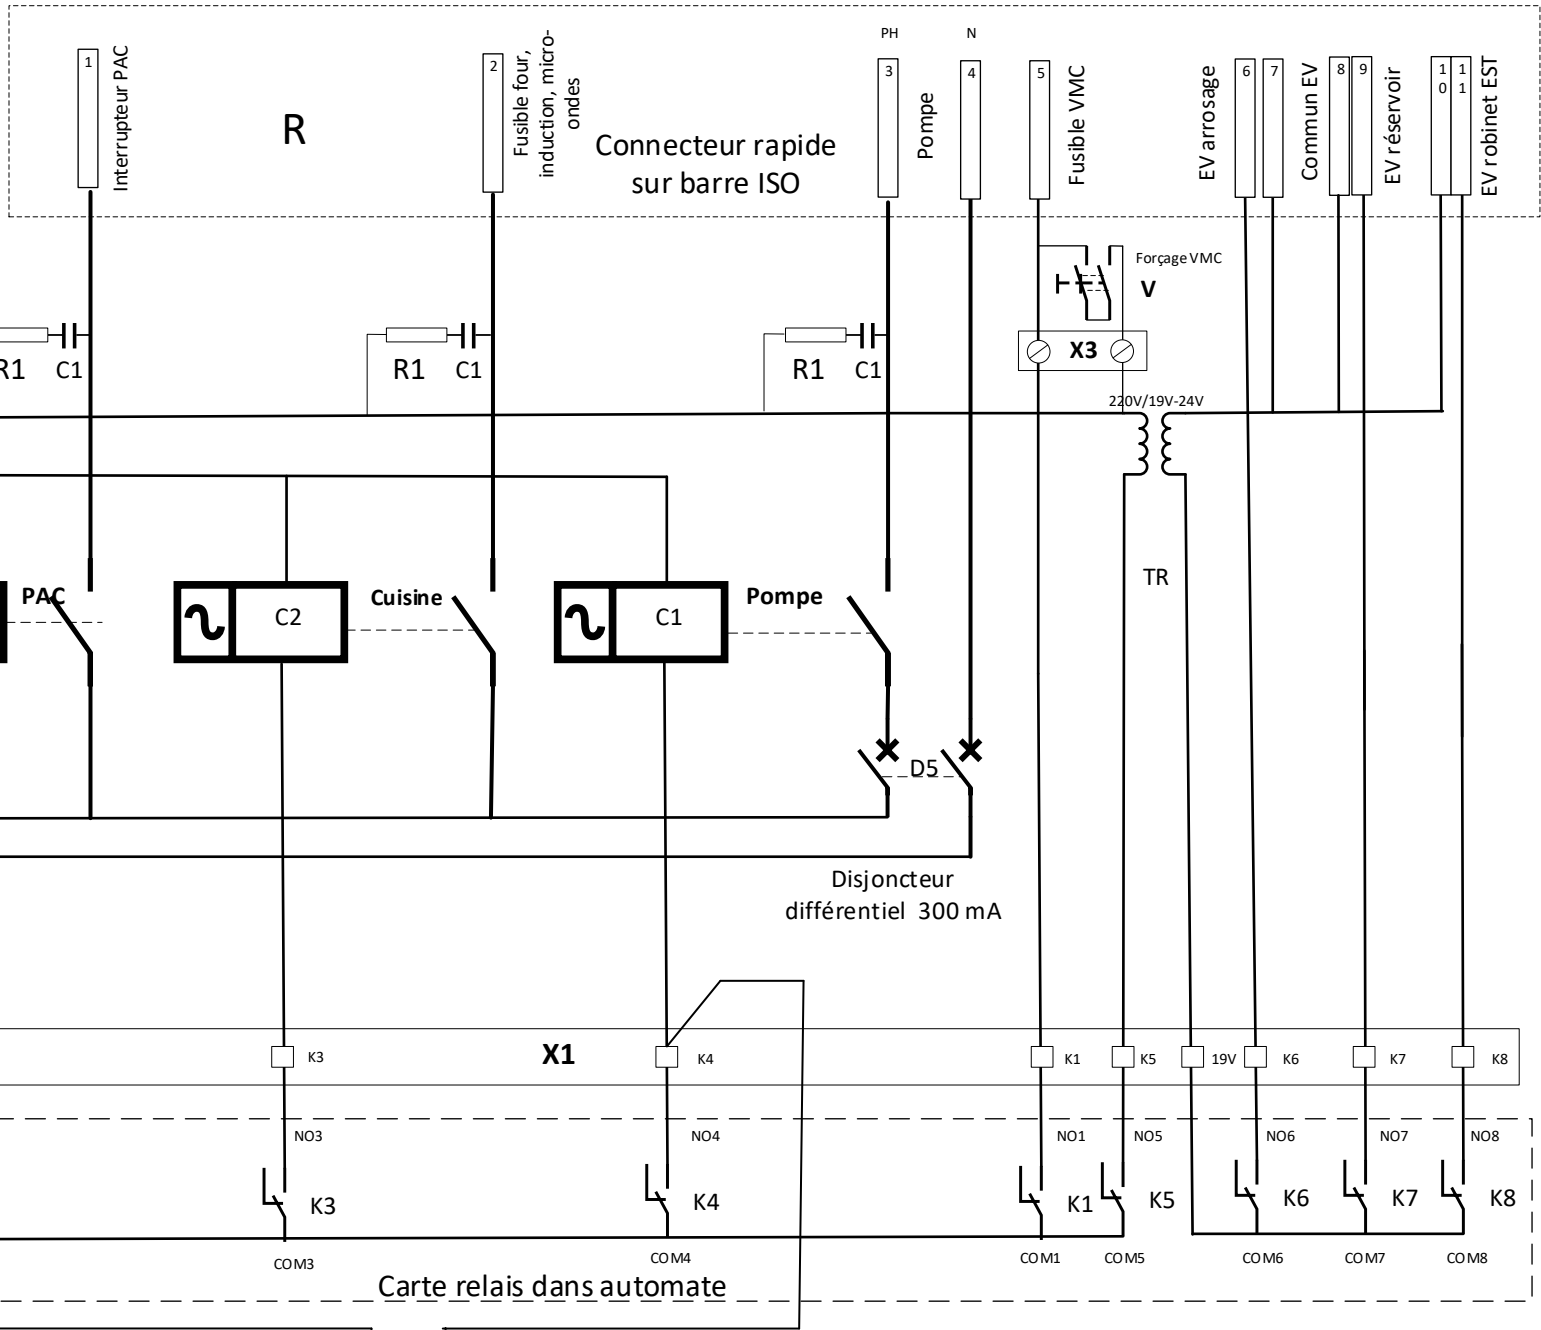 PH
N
1
Interrupteur PAC
R
2
Fusible four,
induction, micro-
ondes
Connecteur rapide
sur barre ISO
3
Pompe
4
5
Fusible VMC
EV arrosage
6
7
Commun EV
8
9
EV réservoir
10
11
EV robinet EST
Forçage VMC
V
X3
R1
C1
R1
C1
R1
C1
220V/19V-24V
TR
PAC
C2
Cuisine
C1
Pompe
D5
Disjoncteur
différentiel 300 mA
K3
X1
K4
K1
K5
19V
K6
K7
K8
NO3
NO4
NO1
NO5
NO6
NO7
NO8
K3
K4
K1
K5
K6
K7
K8
COM3
COM4
COM1
COM5
COM6
COM7
COM8
Carte relais dans automate